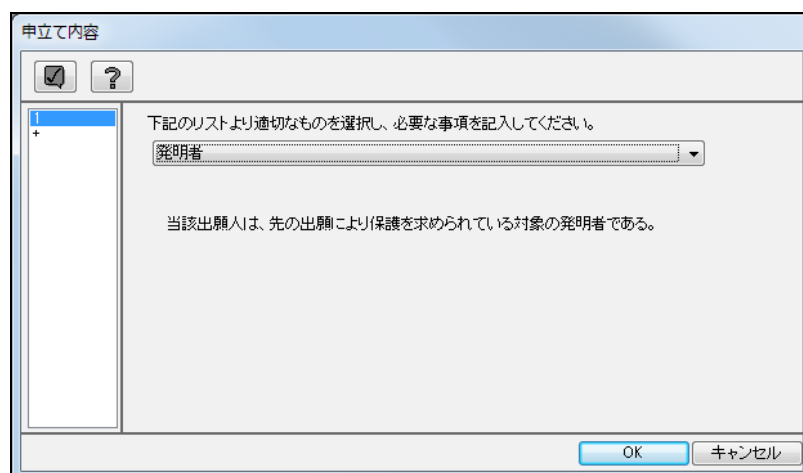 申立て内容
1
+
下記のリストより適切なものを選択し、必要な事項を記入してください。
発明者
当該出願人は、先の出願により保護を求められている対象の発明者である。
OK
キャンセル